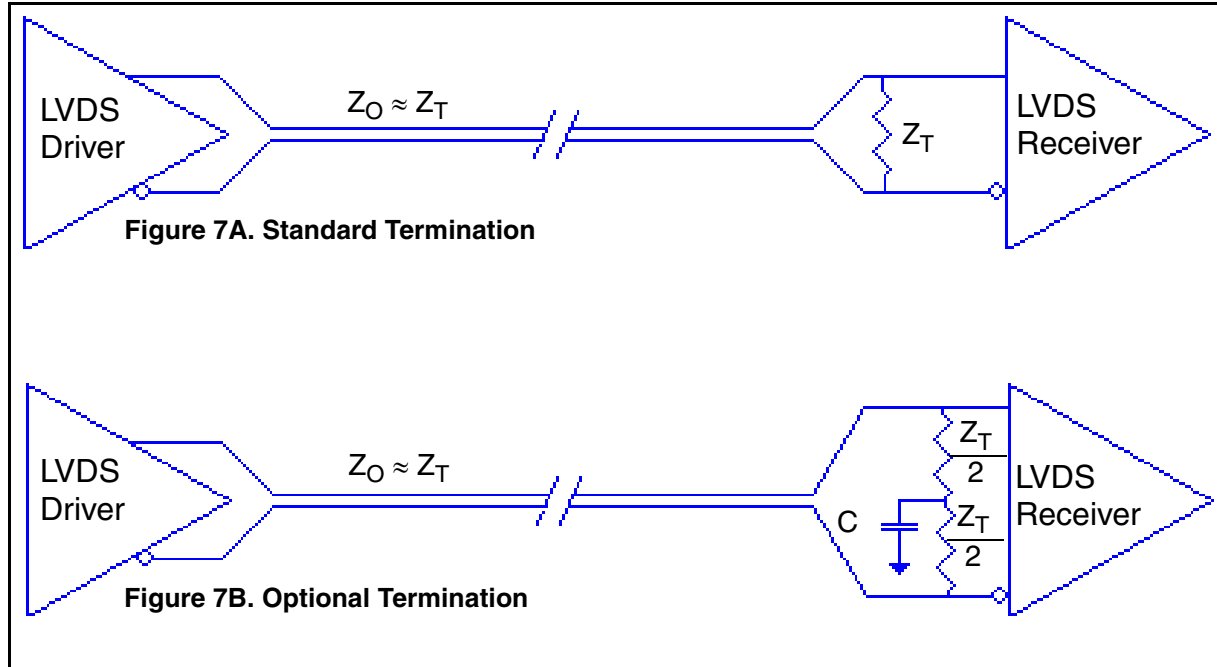 LVDS
Driver
Z_O ≈ Z_T
Z_T
LVDS
Receiver
Figure 7A. Standard Termination
LVDS
Driver
Z_O ≈ Z_T
C
Z_T
2
Z_T
2
LVDS
Receiver
Figure 7B. Optional Termination